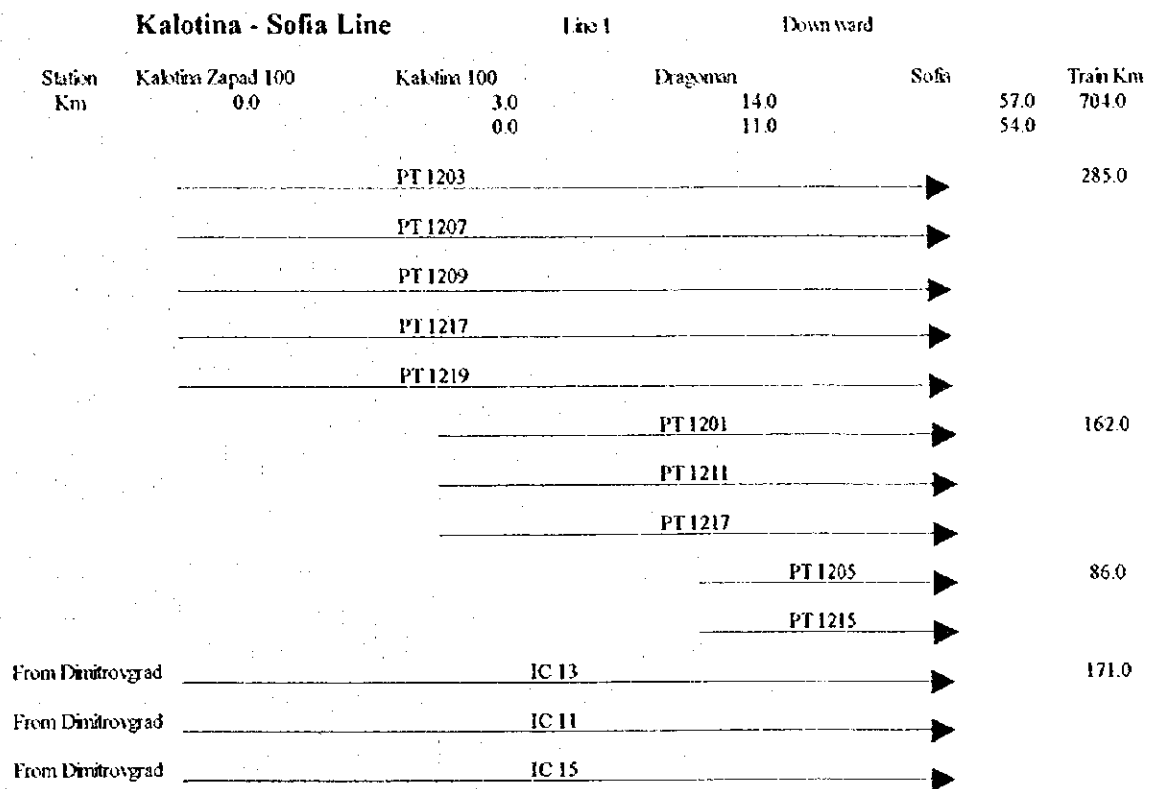 Kalotina - Sofia Line Line 1 Downward
Station Kalotina Zapad 100 Kalotina 100 Dragoman Sofia Train Km
Km 0.0 3.0 14.0 57.0 704.0
0.0 11.0 54.0
PT 1203 285.0
PT 1207
PT 1209
PT 1217
PT 1219
PT 1201 162.0
PT 1211
PT 1217
PT 1205 86.0
PT 1215
From Dimitrovgrad IC 13 171.0
From Dimitrovgrad IC 11
From Dimitrovgrad IC 15